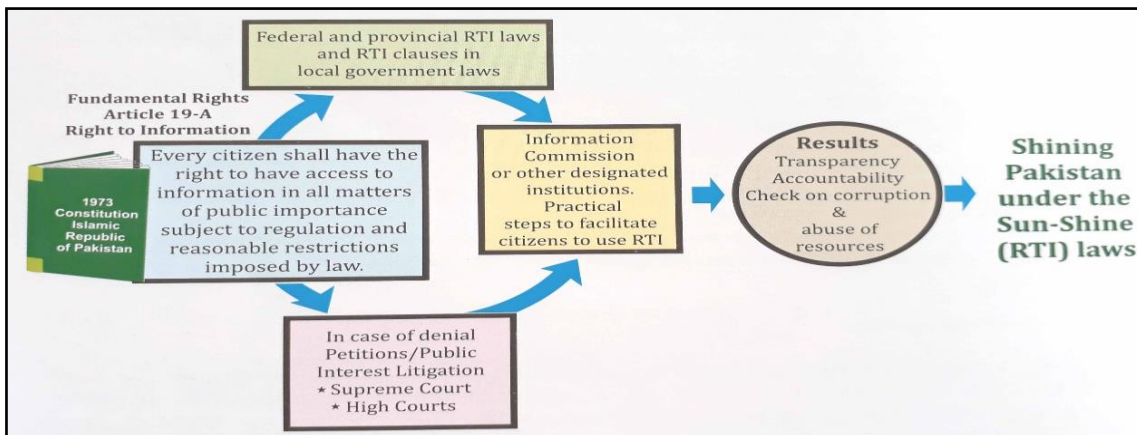 Federal and provincial RTI laws
and RTI clauses in
local government laws
Fundamental Rights
Article 19-A
Right to Information
1973
Constitution
Islamic
Republic
of Pakistan
Every citizen shall have the
right to have access to
information in all matters
of public importance
subject to regulation and
reasonable restrictions
imposed by law.
In case of denial
Petitions/Public
Interest Litigation
★ Supreme Court
★ High Courts
Information
Commission
or other designated
institutions.
Practical
steps to facilitate
citizens to use RTI
Results
Transparency
Accountability
Check on corruption
&
abuse of
resources
Shining
Pakistan
under the
Sun-Shine
(RTI) laws